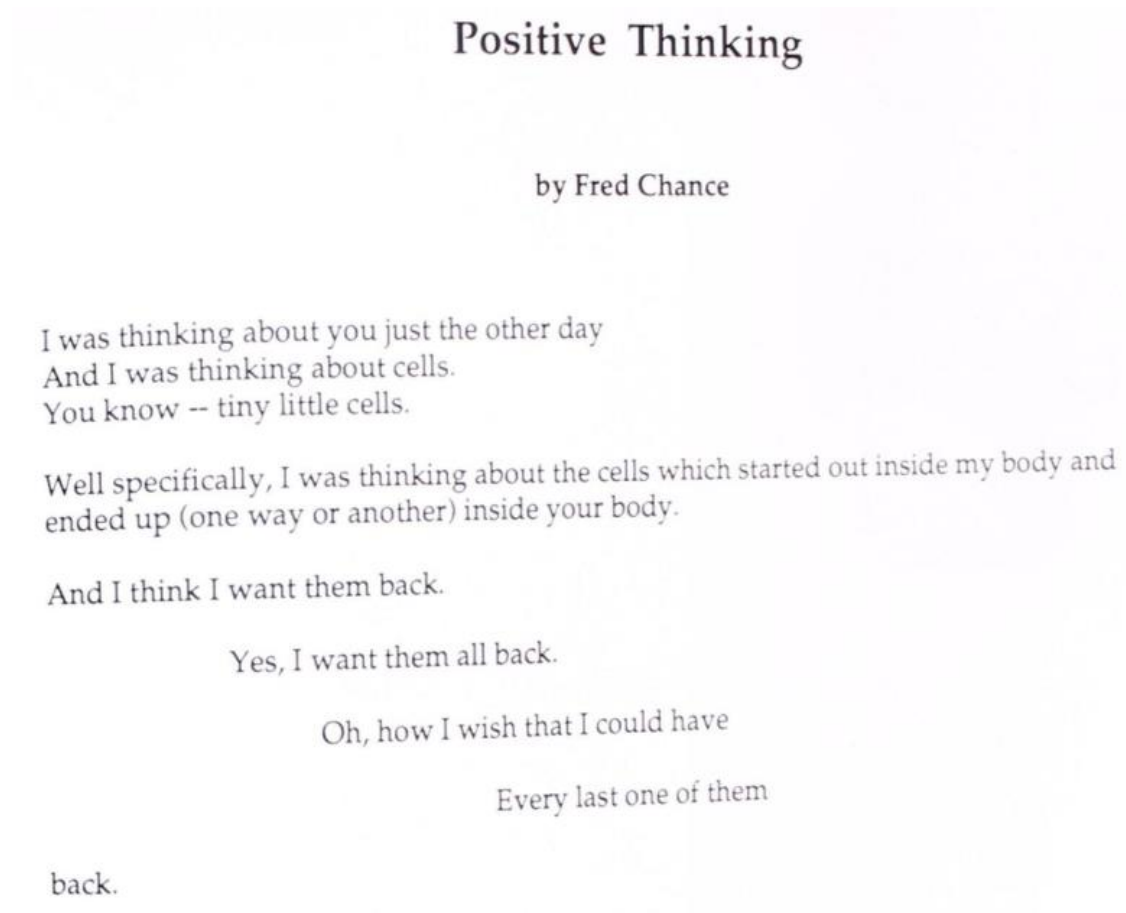 Positive Thinking
by Fred Chance
I was thinking about you just the other day
And I was thinking about cells.
You know -- tiny little cells.
Well specifically, I was thinking about the cells which started out inside my body and
ended up (one way or another) inside your body.
And I think I want them back.
Yes, I want them all back.
Oh, how I wish that I could have
Every last one of them
back.